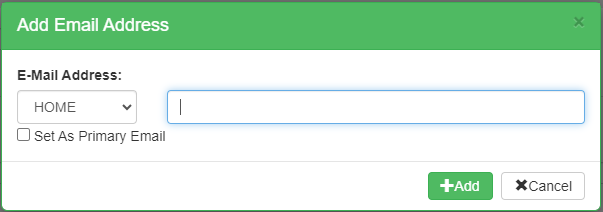 Add Email Address ×
E-Mail Address:
HOME
Set As Primary Email
Add Cancel